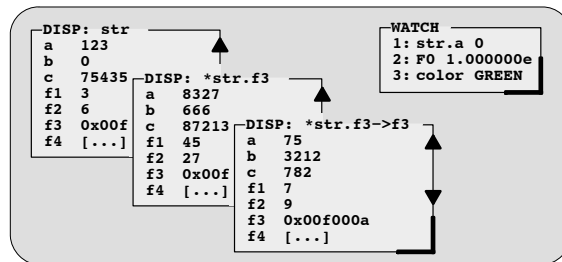 DISP: str
a 123
b 0
c 75435
f1 3
f2 6
f3 0x00f
f4 [...]
DISP: *str.f3
a 8327
b 666
c 87213
f1 45
f2 27
f3 0x00f
f4 [...]
DISP: *str.f3->f3
a 75
b 3212
c 782
f1 7
f2 9
f3 0x00f000a
f4 [...]
WATCH
1: str.a 0
2: F0 1.000000e
3: color GREEN